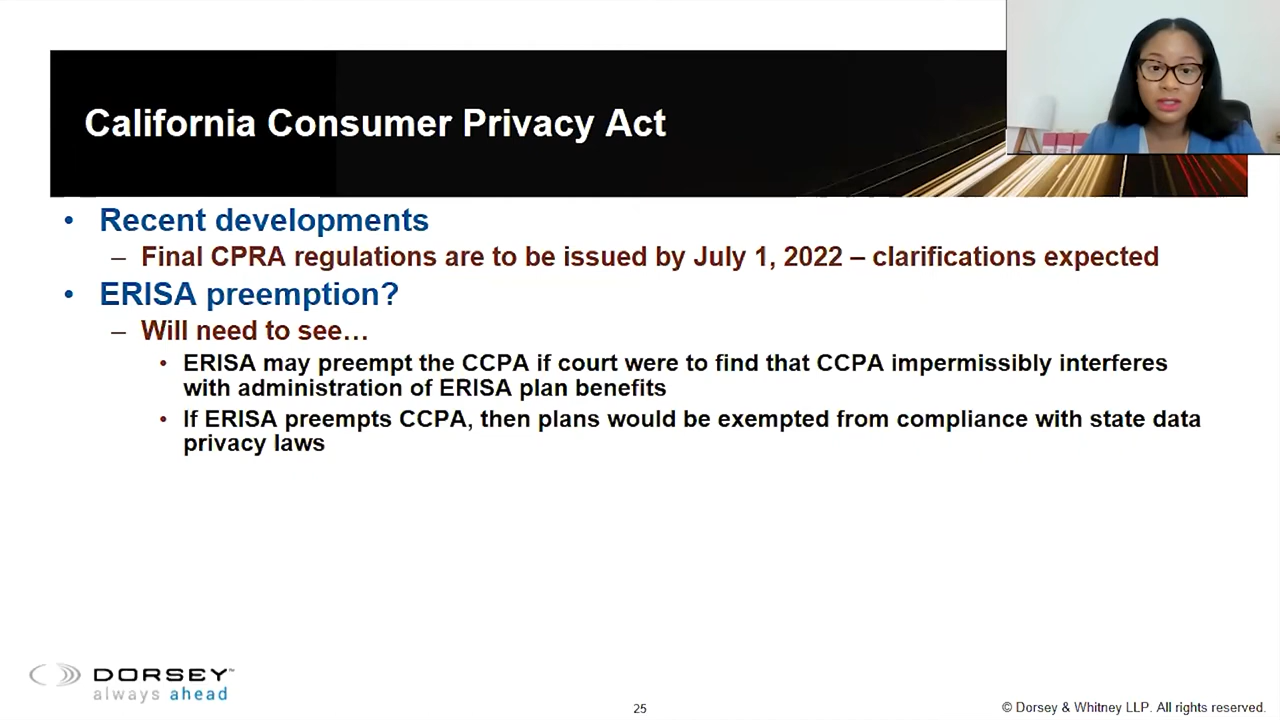 California Consumer Privacy Act
• Recent developments
– Final CPRA regulations are to be issued by July 1, 2022 – clarifications expected
• ERISA preemption?
– Will need to see…
• ERISA may preempt the CCPA if court were to find that CCPA impermissibly interferes
with administration of ERISA plan benefits
• If ERISA preempts CCPA, then plans would be exempted from compliance with state data
privacy laws
DORSEY™
always ahead
25
© Dorsey & Whitney LLP. All rights reserved.